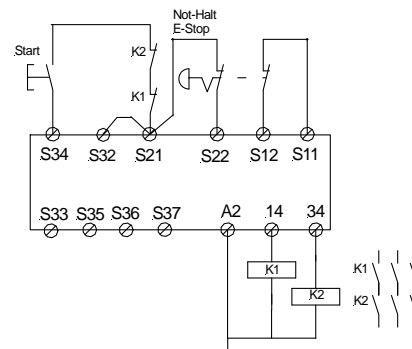 Not-Halt
E-Stop
Start
K2
K1
S34 S32 S21 S22 S12 S11
S33 S35 S36 S37 A2 14 34
K1
K2
K1
K2